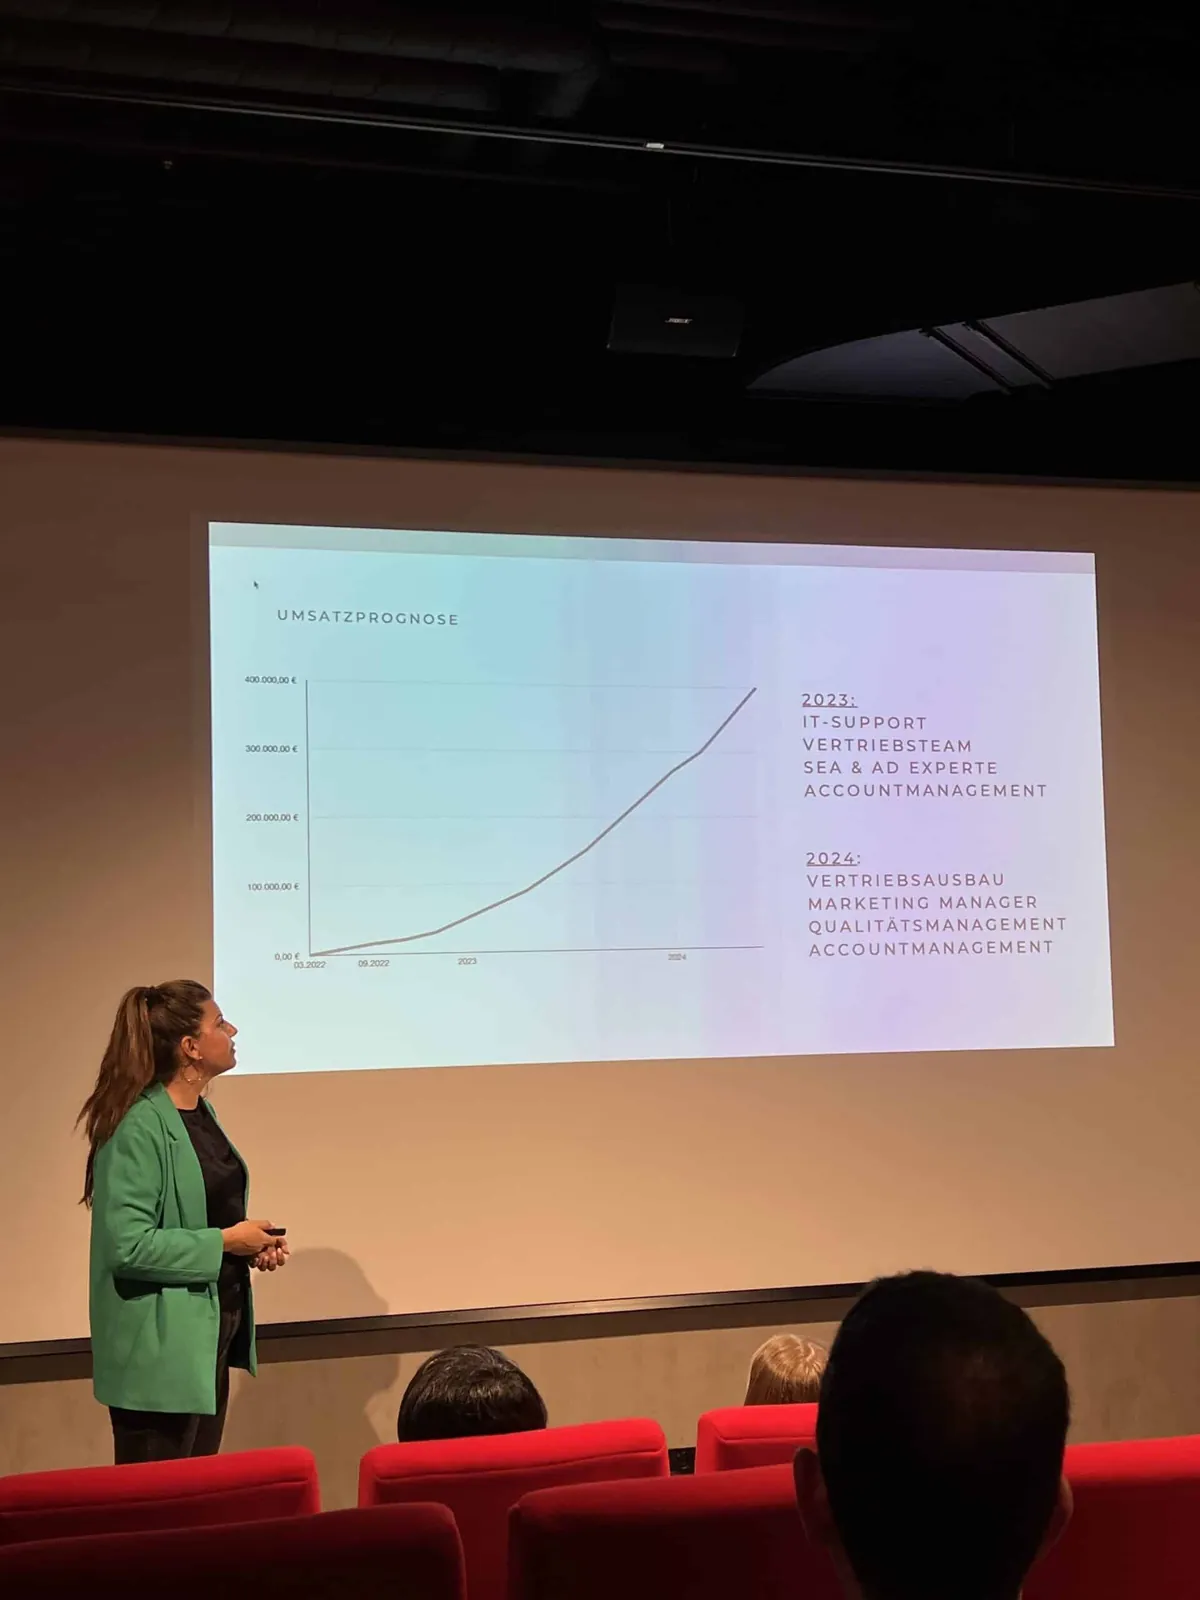 BOSE
UMSATZPROGNOSE
400.000,00 €
300.000,00 €
200.000,00 €
100.000,00 €
0,00 €
03.2022 09.2022 2023 2024
2023:
IT-SUPPORT
VERTRIEBSTEAM
SEA & AD EXPERTE
ACCOUNTMANAGEMENT
2024:
VERTRIEBSAUSBAU
MARKETING MANAGER
QUALITÄTSMANAGEMENT
ACCOUNTMANAGEMENT